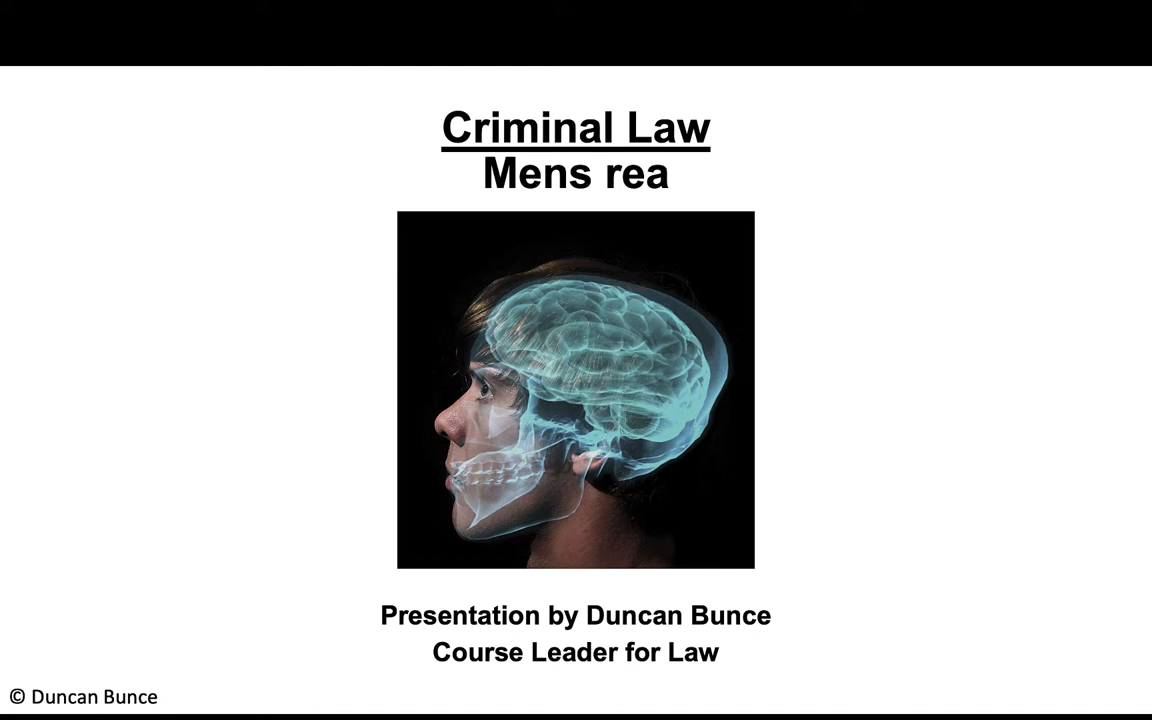 Criminal Law
Mens rea
Presentation by Duncan Bunce
Course Leader for Law
© Duncan Bunce